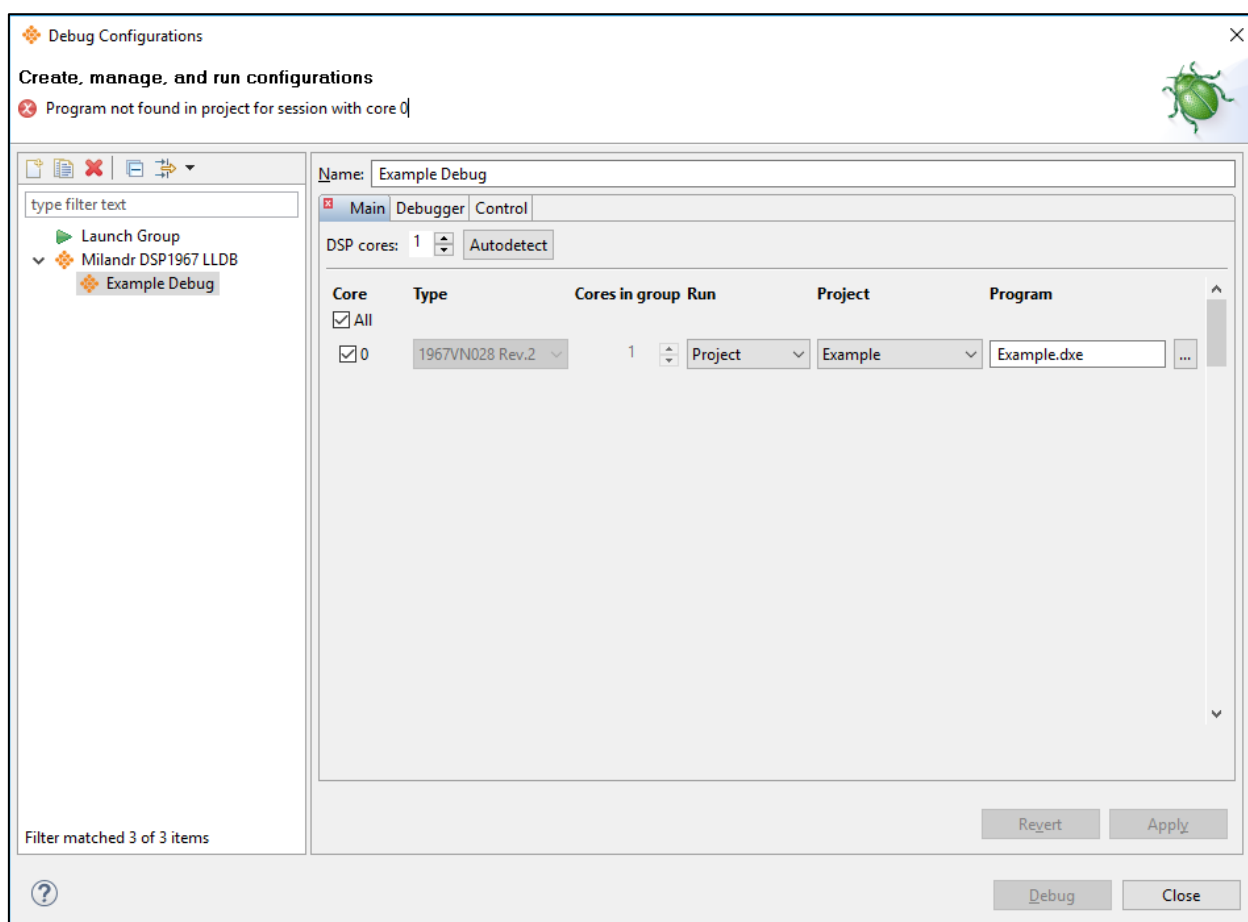 Debug Configurations
Create, manage, and run configurations
Program not found in project for session with core 0
type filter text
Launch Group
Milandr DSP1967 LLDB
Example Debug
Filter matched 3 of 3 items
Name: Example Debug
Main Debugger Control
DSP cores: 1 Autodetect
Core Type Cores in group Run Project Program
All
0 1967VN028 Rev.2 1 Project Example Example.dxe ...
Revert Apply
Debug Close